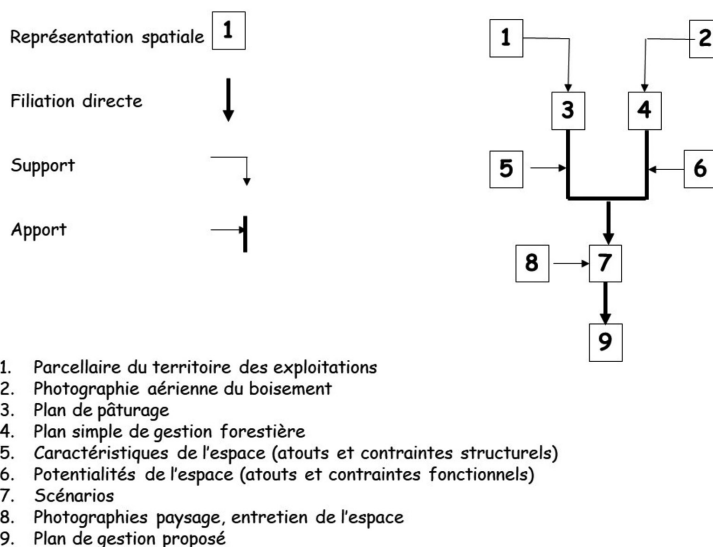 Représentation spatiale 1
Filiation directe
Support
Apport
1 2
3 4
5 6
8 7
9
1. Parcellaire du territoire des exploitations
2. Photographie aérienne du boisement
3. Plan de pâturage
4. Plan simple de gestion forestière
5. Caractéristiques de l'espace (atouts et contraintes structurels)
6. Potentialités de l'espace (atouts et contraintes fonctionnels)
7. Scénarios
8. Photographies paysage, entretien de l'espace
9. Plan de gestion proposé